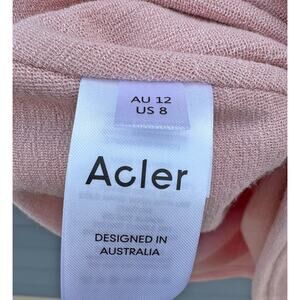 AU 12
US 8
Acler
DESIGNED IN
AUSTRALIA